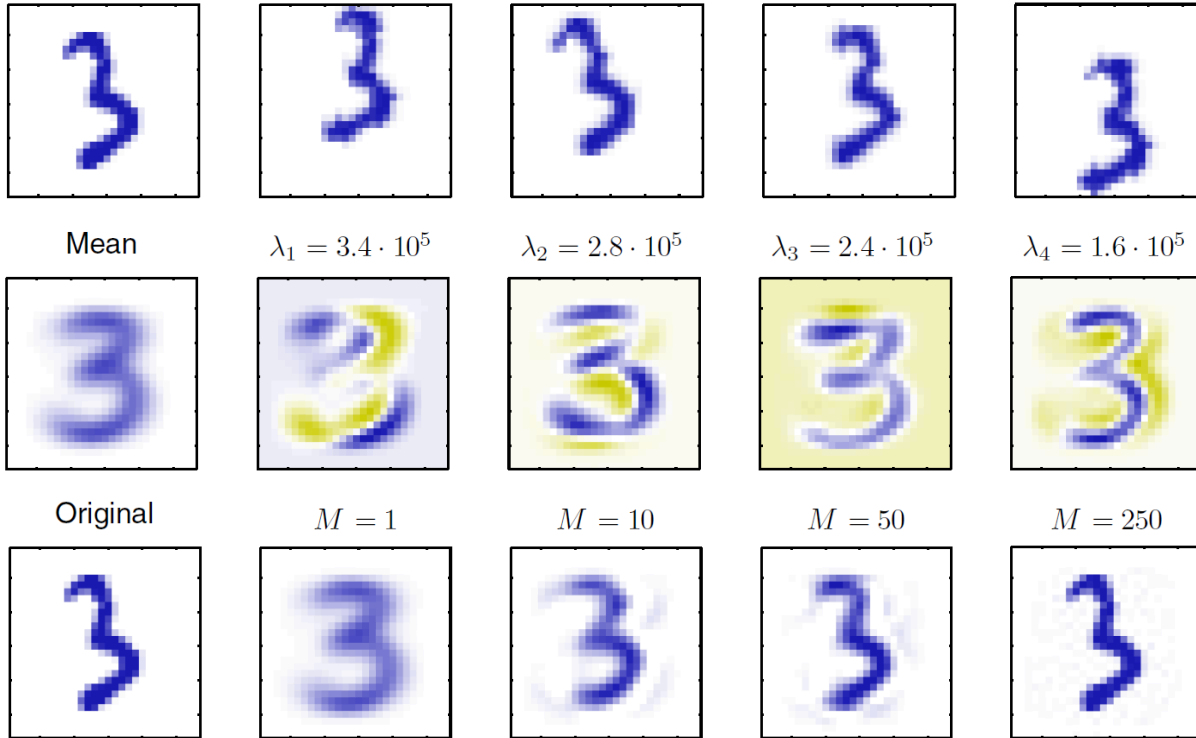 Mean λ₁ = 3.4 · 10⁵ λ₂ = 2.8 · 10⁵ λ₃ = 2.4 · 10⁵ λ₄ = 1.6 · 10⁵
Original M = 1 M = 10 M = 50 M = 250